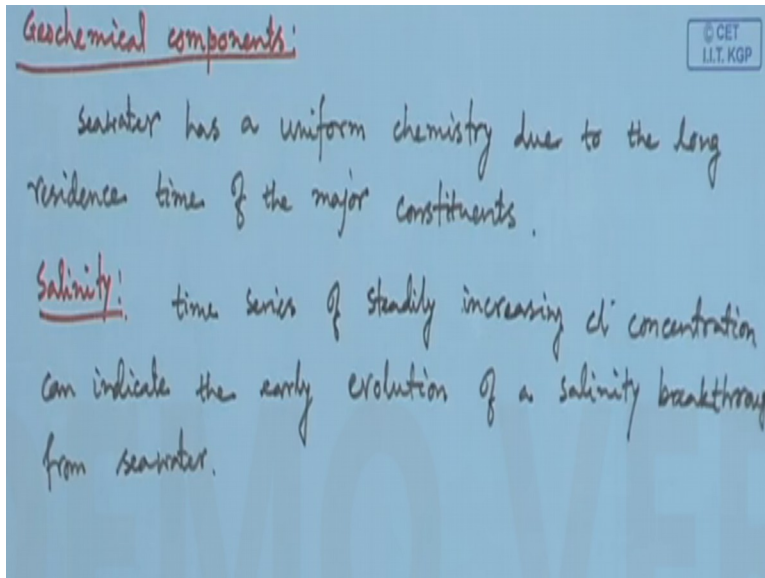 Geochemical components:
© CET
I.I.T. KGP
seawater has a uniform chemistry due to the long
residence time of the major constituents.
Salinity: time series of steadily increasing cl⁻ concentration
can indicate the early evolution of a salinity breakthroug
from seawater.